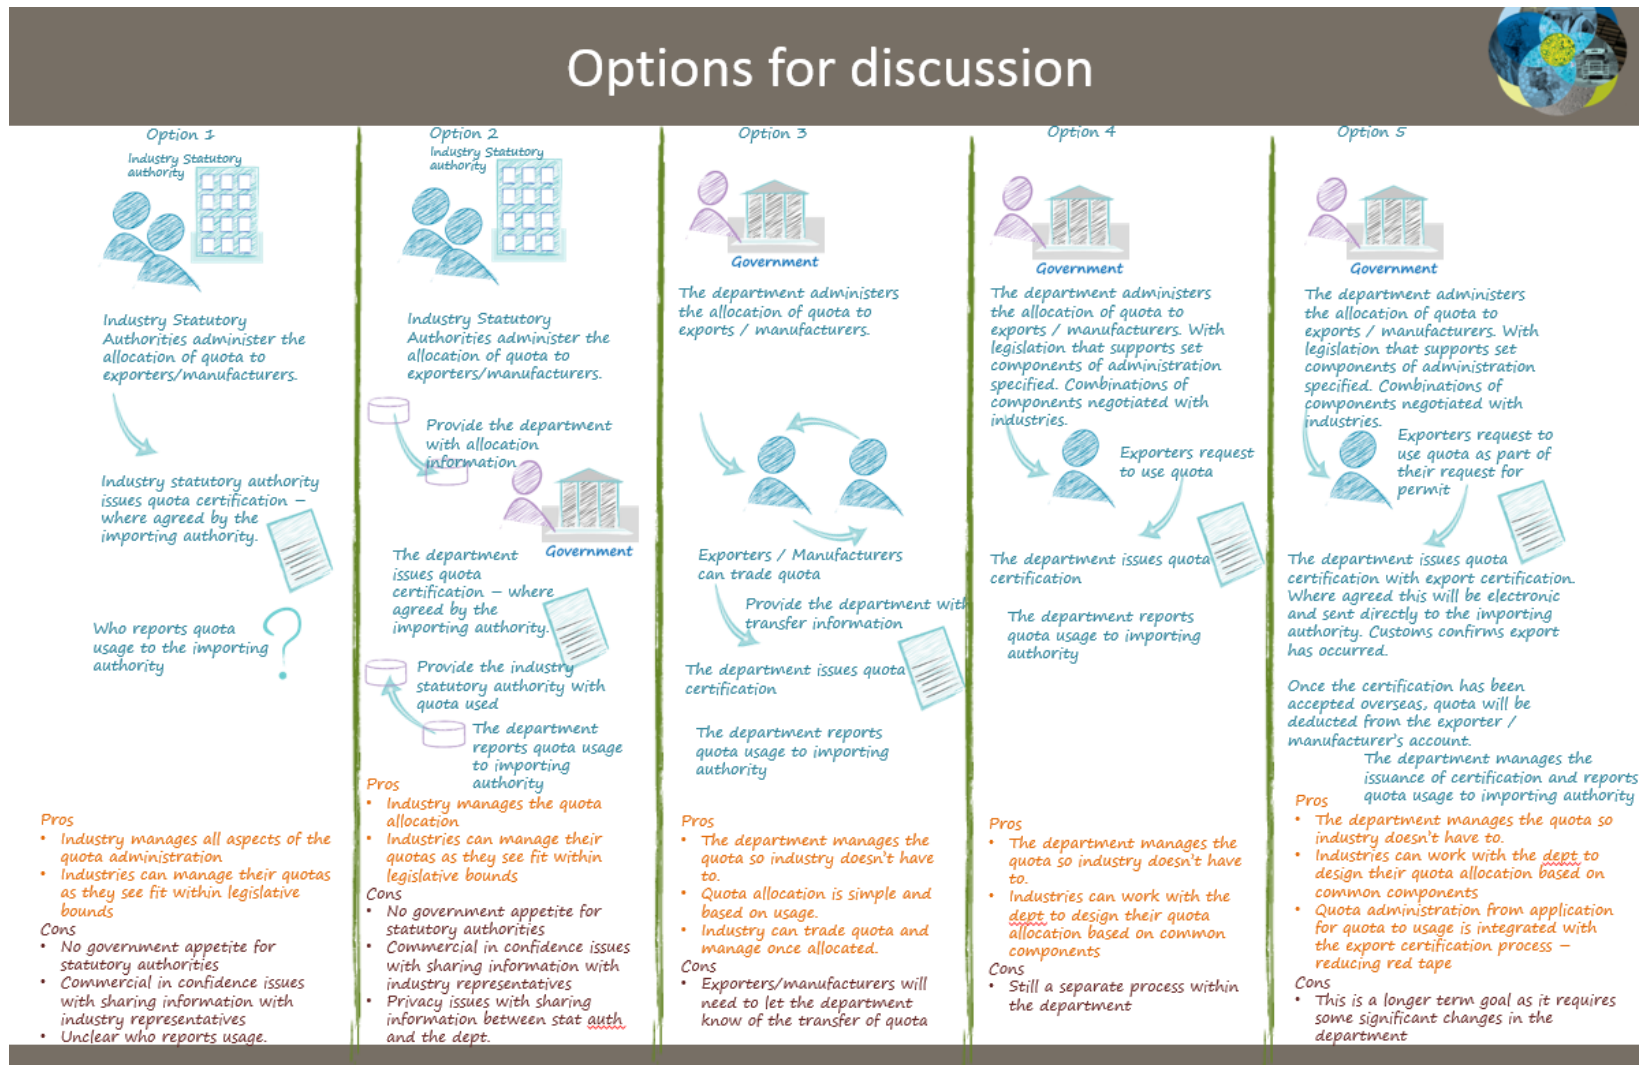 Options for discussion
Option 1
Industry Statutory
authority
Industry Statutory
Authorities administer the
allocation of quota to
exporters/manufacturers.
Industry statutory authority
issues quota certification –
where agreed by the
importing authority.
Who reports quota
usage to the importing
authority
?
Pros
• Industry manages all aspects of the
quota administration
• Industries can manage their quotas
as they see fit within legislative
bounds
Cons
• No government appetite for
statutory authorities
• Commercial in confidence issues
with sharing information with
industry representatives
• Unclear who reports usage.
Option 2
Industry Statutory
authority
Industry Statutory
Authorities administer the
allocation of quota to
exporters/manufacturers.
Provide the department
with allocation
information
Government
The department
issues quota
certification – where
agreed by the
importing authority.
Provide the industry
statutory authority with
quota used
The department
reports quota usage
to importing
authority
Pros
• Industry manages the quota
allocation
• Industries can manage their
quotas as they see fit within
legislative bounds
Cons
• No government appetite for
statutory authorities
• Commercial in confidence issues
with sharing information with
industry representatives
• Privacy issues with sharing
information between stat auth
and the dept.
Option 3
Government
The department administers
the allocation of quota to
exports / manufacturers.
Exporters / Manufacturers
can trade quota
Provide the department with
transfer information
The department issues quota
certification
The department reports
quota usage to importing
authority
Pros
• The department manages the
quota so industry doesn't have
to.
• Quota allocation is simple and
based on usage.
• Industry can trade quota and
manage once allocated.
Cons
• Exporters/manufacturers will
need to let the department
know of the transfer of quota
Option 4
Government
The department administers
the allocation of quota to
exports / manufacturers. With
legislation that supports set
components of administration
specified. Combinations of
components negotiated with
industries.
Exporters request
to use quota
The department issues quota
certification
The department reports
quota usage to importing
authority
Pros
• The department manages the
quota so industry doesn't have
to.
• Industries can work with the
dept to design their quota
allocation based on common
components
Cons
• Still a separate process within
the department
Option 5
Government
The department administers
the allocation of quota to
exports / manufacturers. With
legislation that supports set
components of administration
specified. Combinations of
components negotiated with
industries.
Exporters request to
use quota as part of
their request for
permit
The department issues quota
certification with export certification.
Where agreed this will be electronic
and sent directly to the importing
authority. Customs confirms export
has occurred.
Once the certification has been
accepted overseas, quota will be
deducted from the exporter /
manufacturer's account.
The department manages the
issuance of certification and reports
quota usage to importing authority
Pros
• The department manages the quota so
industry doesn't have to.
• Industries can work with the dept to
design their quota allocation based on
common components
• Quota administration from application
for quota to usage is integrated with
the export certification process –
reducing red tape
Cons
• This is a longer term goal as it requires
some significant changes in the
department